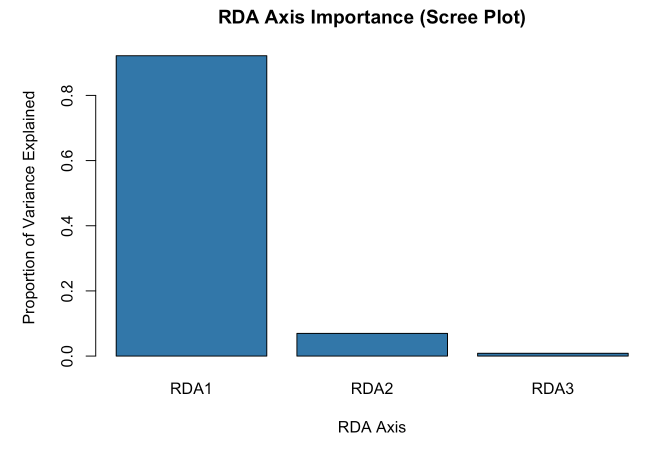 RDA Axis Importance (Scree Plot)
Proportion of Variance Explained
0.8
0.6
0.4
0.2
0.0
RDA1 RDA2 RDA3
RDA Axis